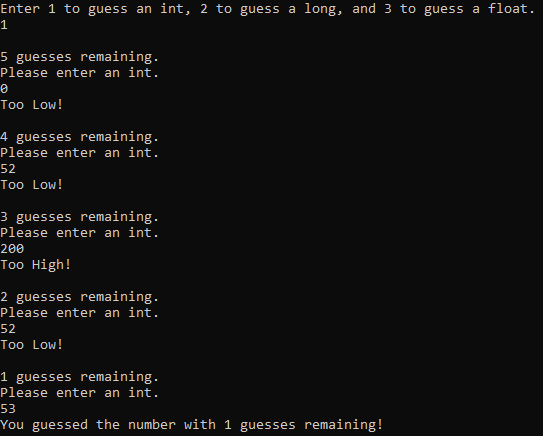 Enter 1 to guess an int, 2 to guess a long, and 3 to guess a float.
1
5 guesses remaining.
Please enter an int.
0
Too Low!
4 guesses remaining.
Please enter an int.
52
Too Low!
3 guesses remaining.
Please enter an int.
200
Too High!
2 guesses remaining.
Please enter an int.
52
Too Low!
1 guesses remaining.
Please enter an int.
53
You guessed the number with 1 guesses remaining!